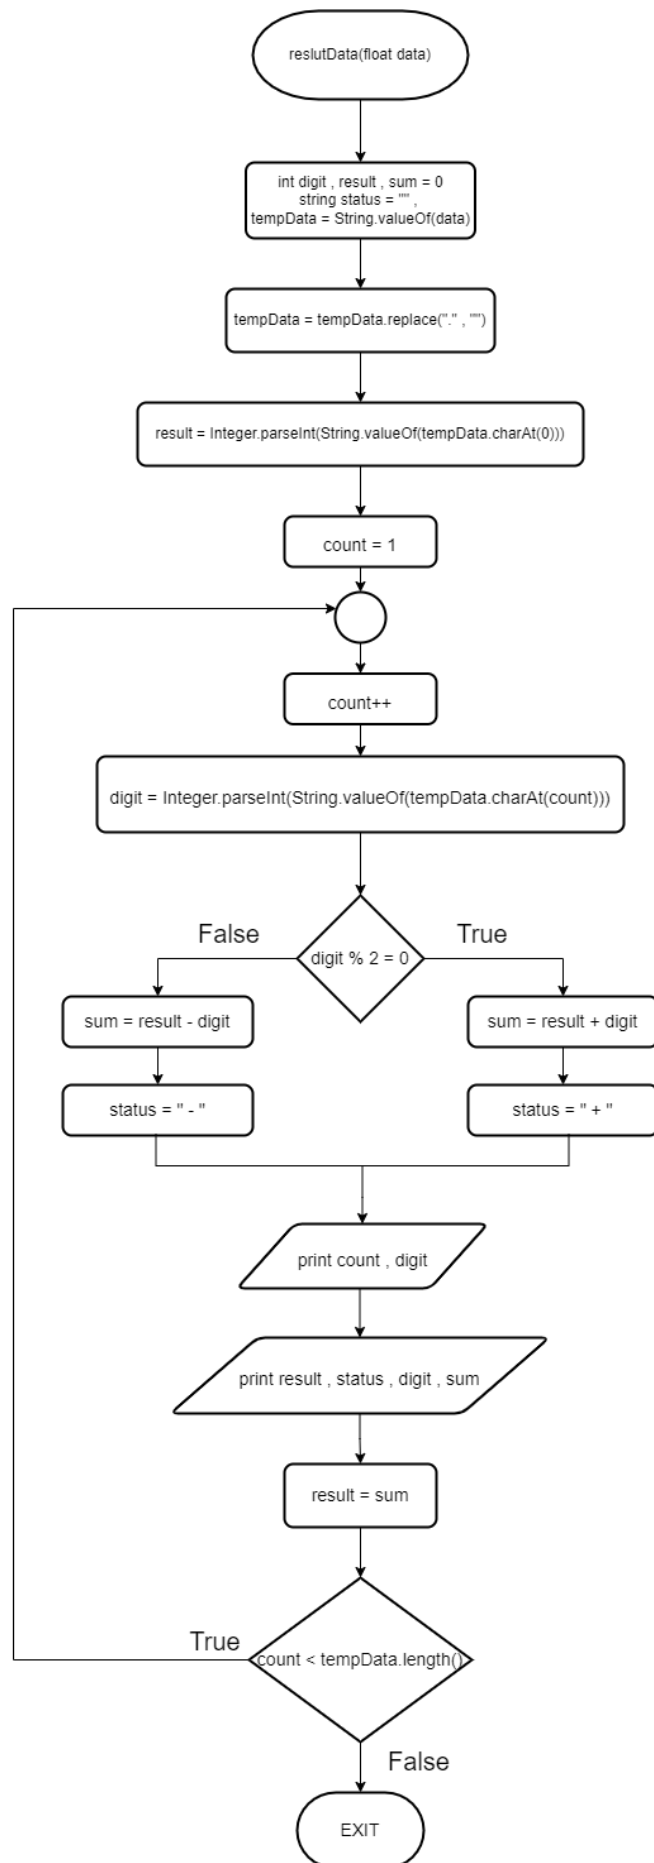 reslutData(float data)
int digit , result , sum = 0
string status = "" ,
tempData = String.valueOf(data)
tempData = tempData.replace("." , "")
result = Integer.parseInt(String.valueOf(tempData.charAt(0)))
count = 1
count++
digit = Integer.parseInt(String.valueOf(tempData.charAt(count)))
False
True
digit % 2 = 0
sum = result - digit
sum = result + digit
status = " - "
status = " + "
print count , digit
print result , status , digit , sum
result = sum
True
count < tempData.length()
False
EXIT